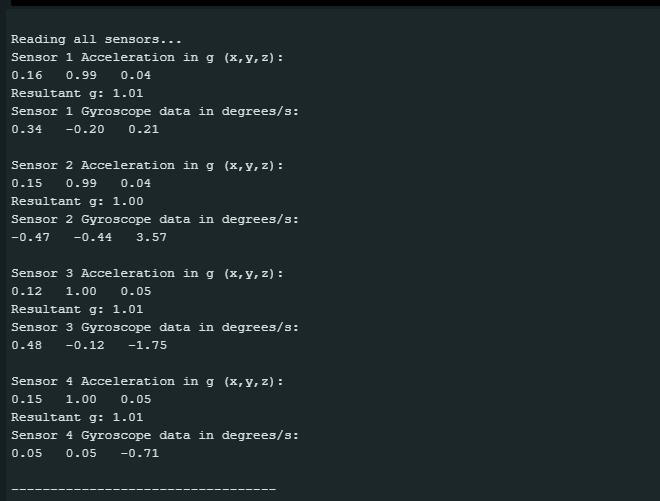 Reading all sensors...
Sensor 1 Acceleration in g (x,y,z):
0.16   0.99   0.04
Resultant g: 1.01
Sensor 1 Gyroscope data in degrees/s:
0.34   -0.20   0.21
Sensor 2 Acceleration in g (x,y,z):
0.15   0.99   0.04
Resultant g: 1.00
Sensor 2 Gyroscope data in degrees/s:
-0.47   -0.44   3.57
Sensor 3 Acceleration in g (x,y,z):
0.12   1.00   0.05
Resultant g: 1.01
Sensor 3 Gyroscope data in degrees/s:
0.48   -0.12   -1.75
Sensor 4 Acceleration in g (x,y,z):
0.15   1.00   0.05
Resultant g: 1.01
Sensor 4 Gyroscope data in degrees/s:
0.05   0.05   -0.71
----------------------------------